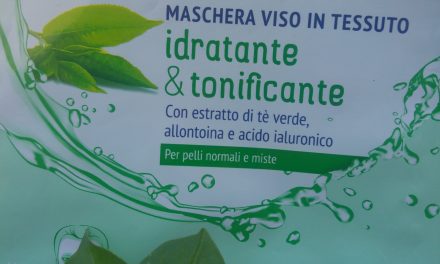 MASCHERA VISO IN TESSUTO
idratante
& tonificante
Con estratto di tè verde,
allontoina e acido ialuronico
Per pelli normali e miste